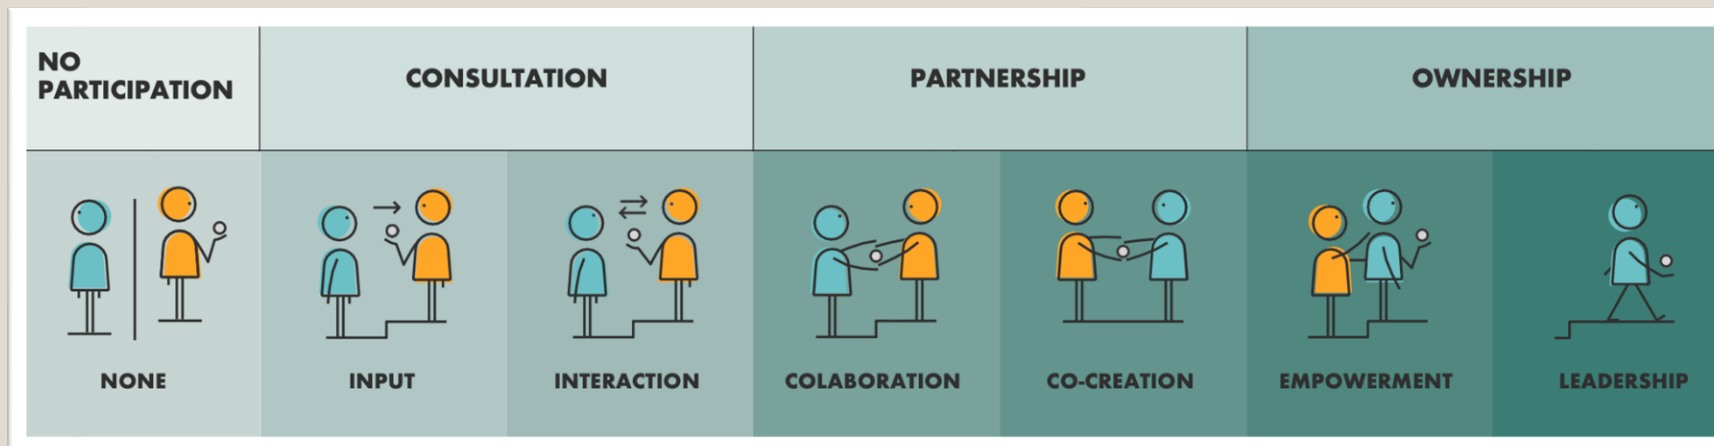 NO
PARTICIPATION
CONSULTATION
PARTNERSHIP
OWNERSHIP
NONE
INPUT
INTERACTION
COLABORATION
CO-CREATION
EMPOWERMENT
LEADERSHIP